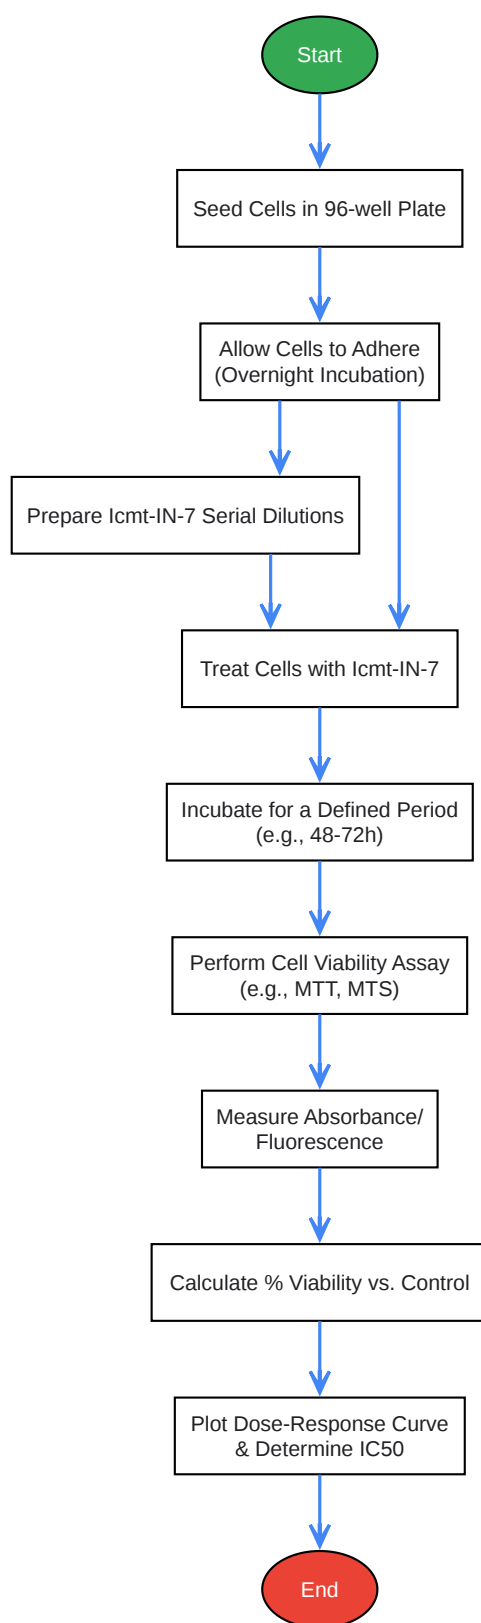 Start
Seed Cells in 96-well Plate
Allow Cells to Adhere
(Overnight Incubation)
Prepare Icmt-IN-7 Serial Dilutions
Treat Cells with Icmt-IN-7
Incubate for a Defined Period
(e.g., 48-72h)
Perform Cell Viability Assay
(e.g., MTT, MTS)
Measure Absorbance/
Fluorescence
Calculate % Viability vs. Control
Plot Dose-Response Curve
& Determine IC50
End